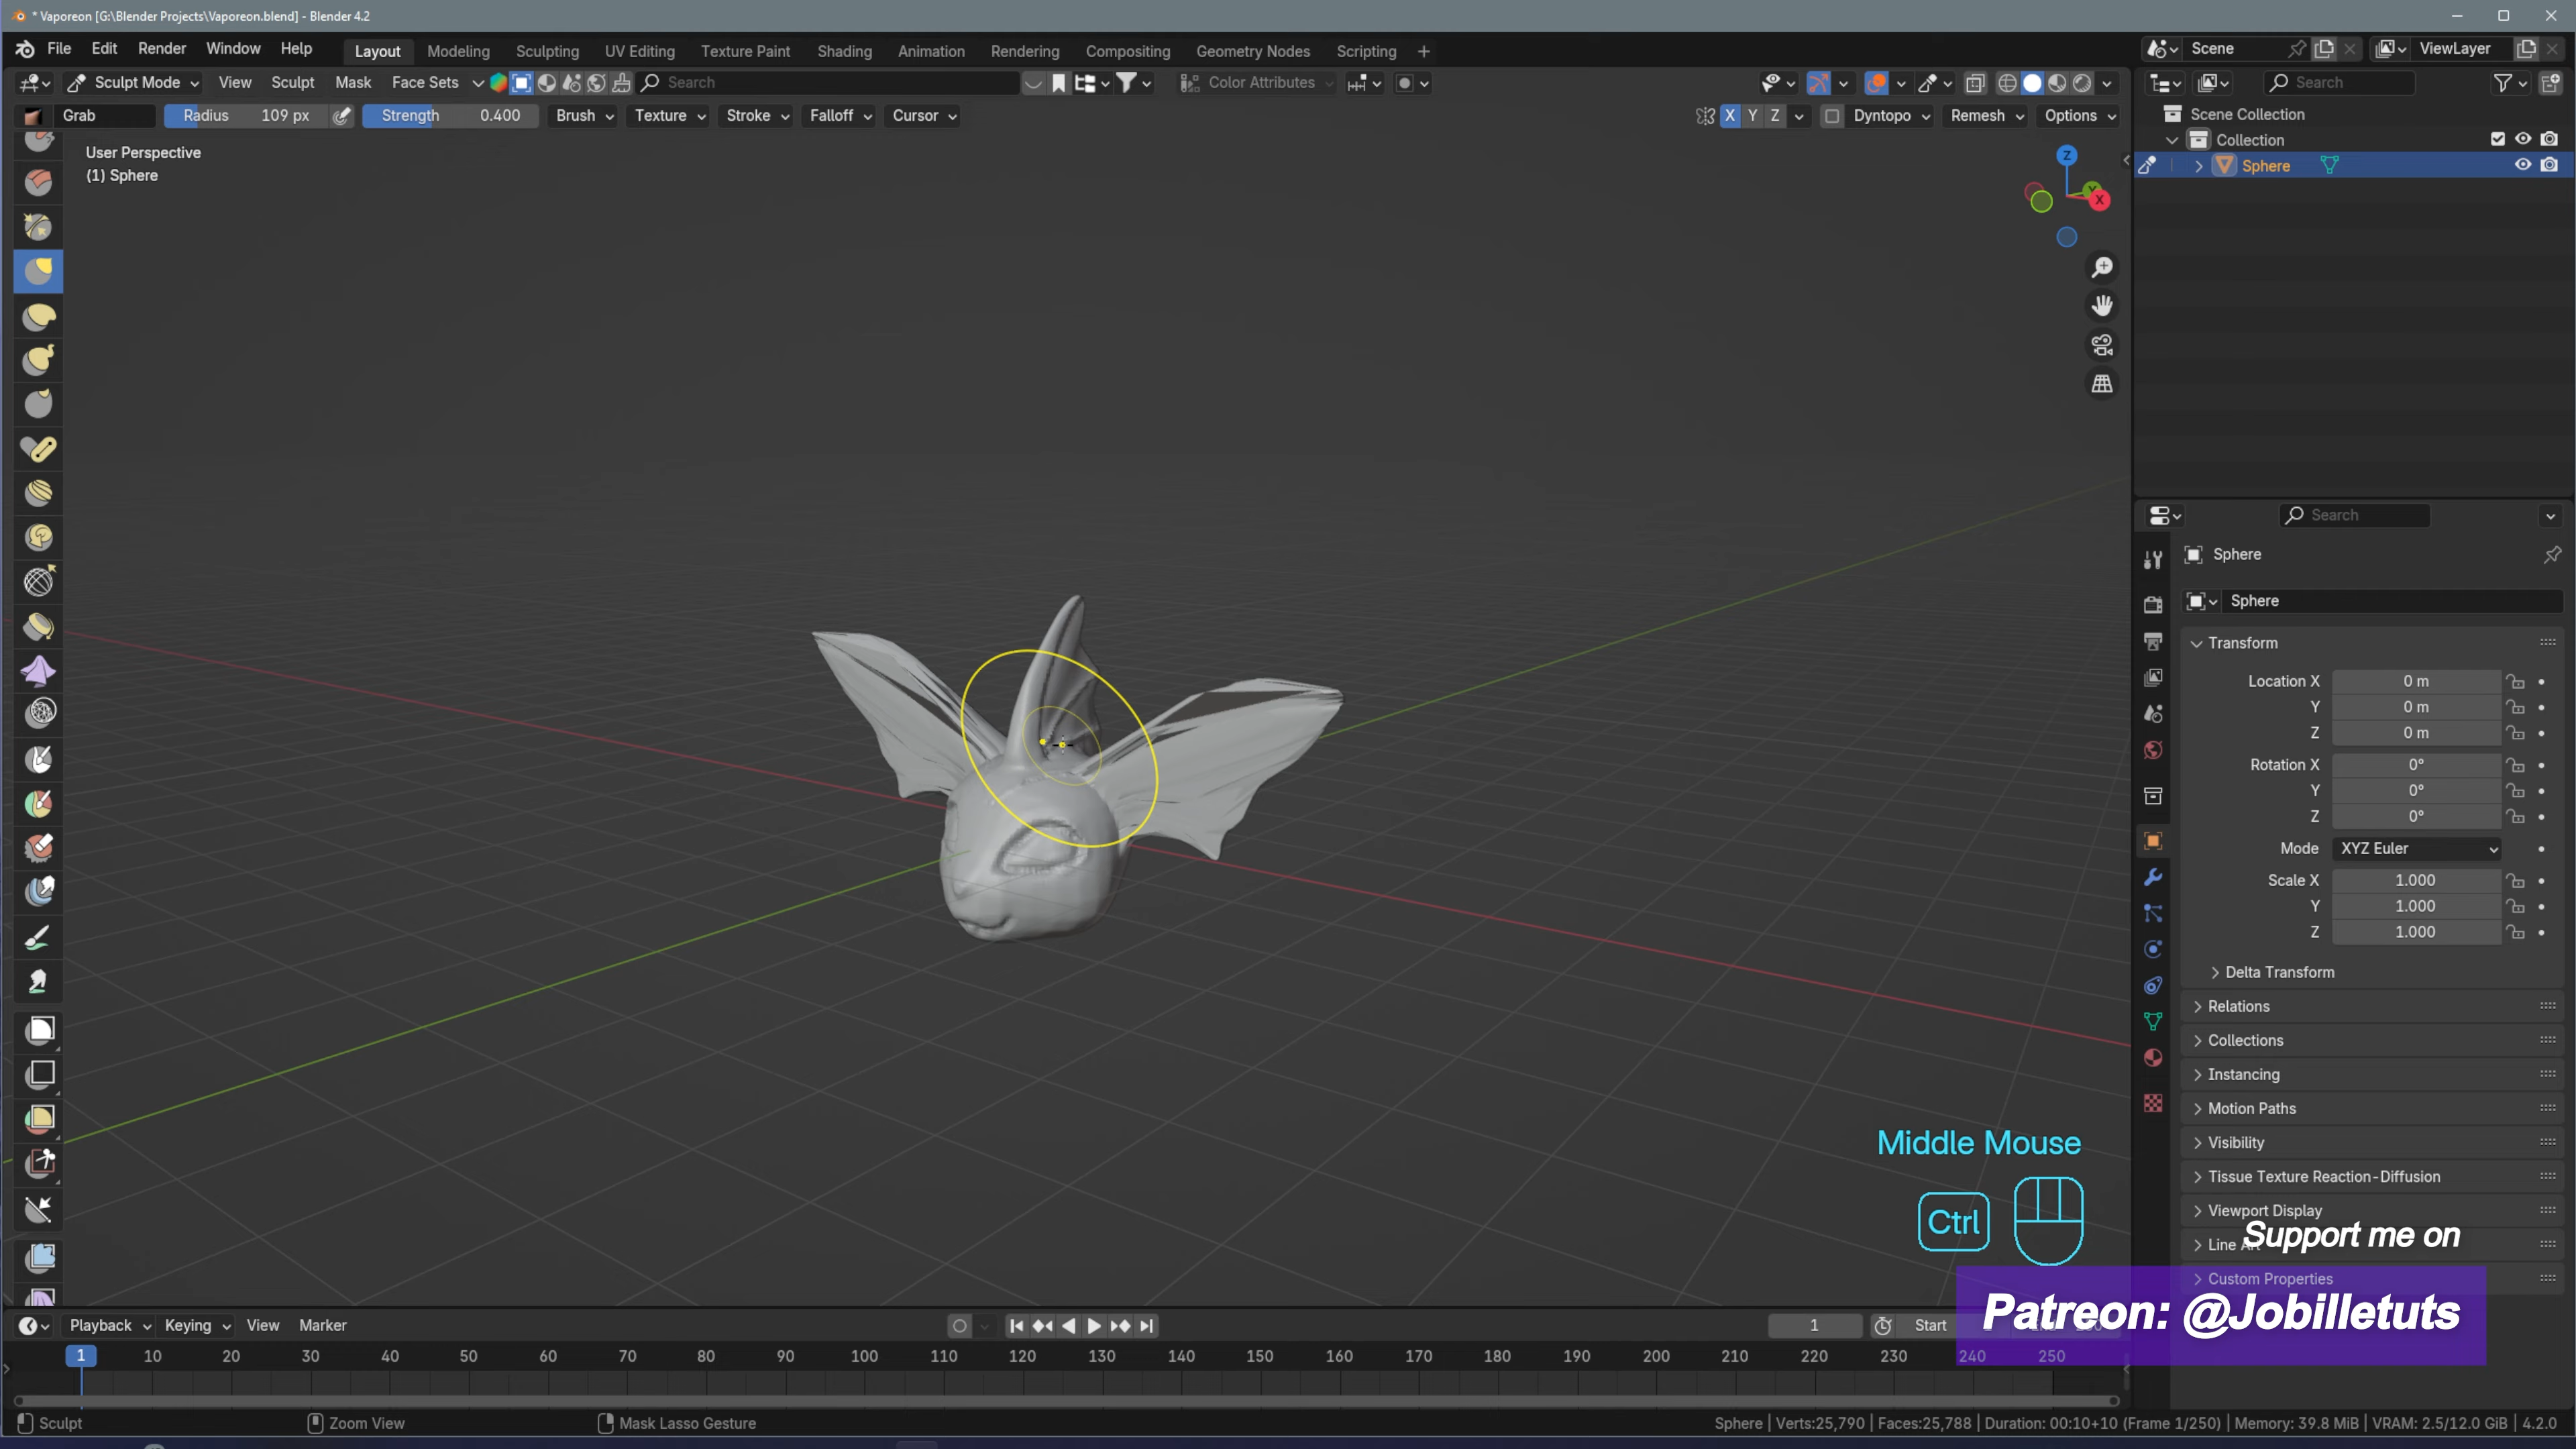 * Vaporeon [G:\Blender Projects\Vaporeon.blend] - Blender 4.2
File Edit Render Window Help Layout Modeling Sculpting UV Editing Texture Paint Shading Animation Rendering Compositing Geometry Nodes Scripting + Scene ViewLayer
Sculpt Mode View Sculpt Mask Face Sets Search Color Attributes Search
Grab Radius 109 px Strength 0.400 Brush Texture Stroke Falloff Cursor X Y Z Dyntopo Remesh Options
User Perspective
(1) Sphere
Z
Y
X
Scene Collection
Collection
Sphere
Search
Sphere
Sphere
Transform
Location X 0 m
Y 0 m
Z 0 m
Rotation X 0°
Y 0°
Z 0°
Mode XYZ Euler
Scale X 1.000
Y 1.000
Z 1.000
Delta Transform
Relations
Collections
Instancing
Motion Paths
Visibility
Tissue Texture Reaction-Diffusion
Viewport Display
Line
Custom Properties
Middle Mouse
Ctrl
Support me on
Patreon: @Jobilletuts
Playback Keying View Marker 1 Start
1 10 20 30 40 50 60 70 80 90 100 110 120 130 140 150 160 170 180 190 200 210 220 230 240 250
Sculpt Zoom View Mask Lasso Gesture Sphere | Verts:25,790 | Faces:25,788 | Duration: 00:10+10 (Frame 1/250) | Memory: 39.8 MiB | VRAM: 2.5/12.0 GiB | 4.2.0